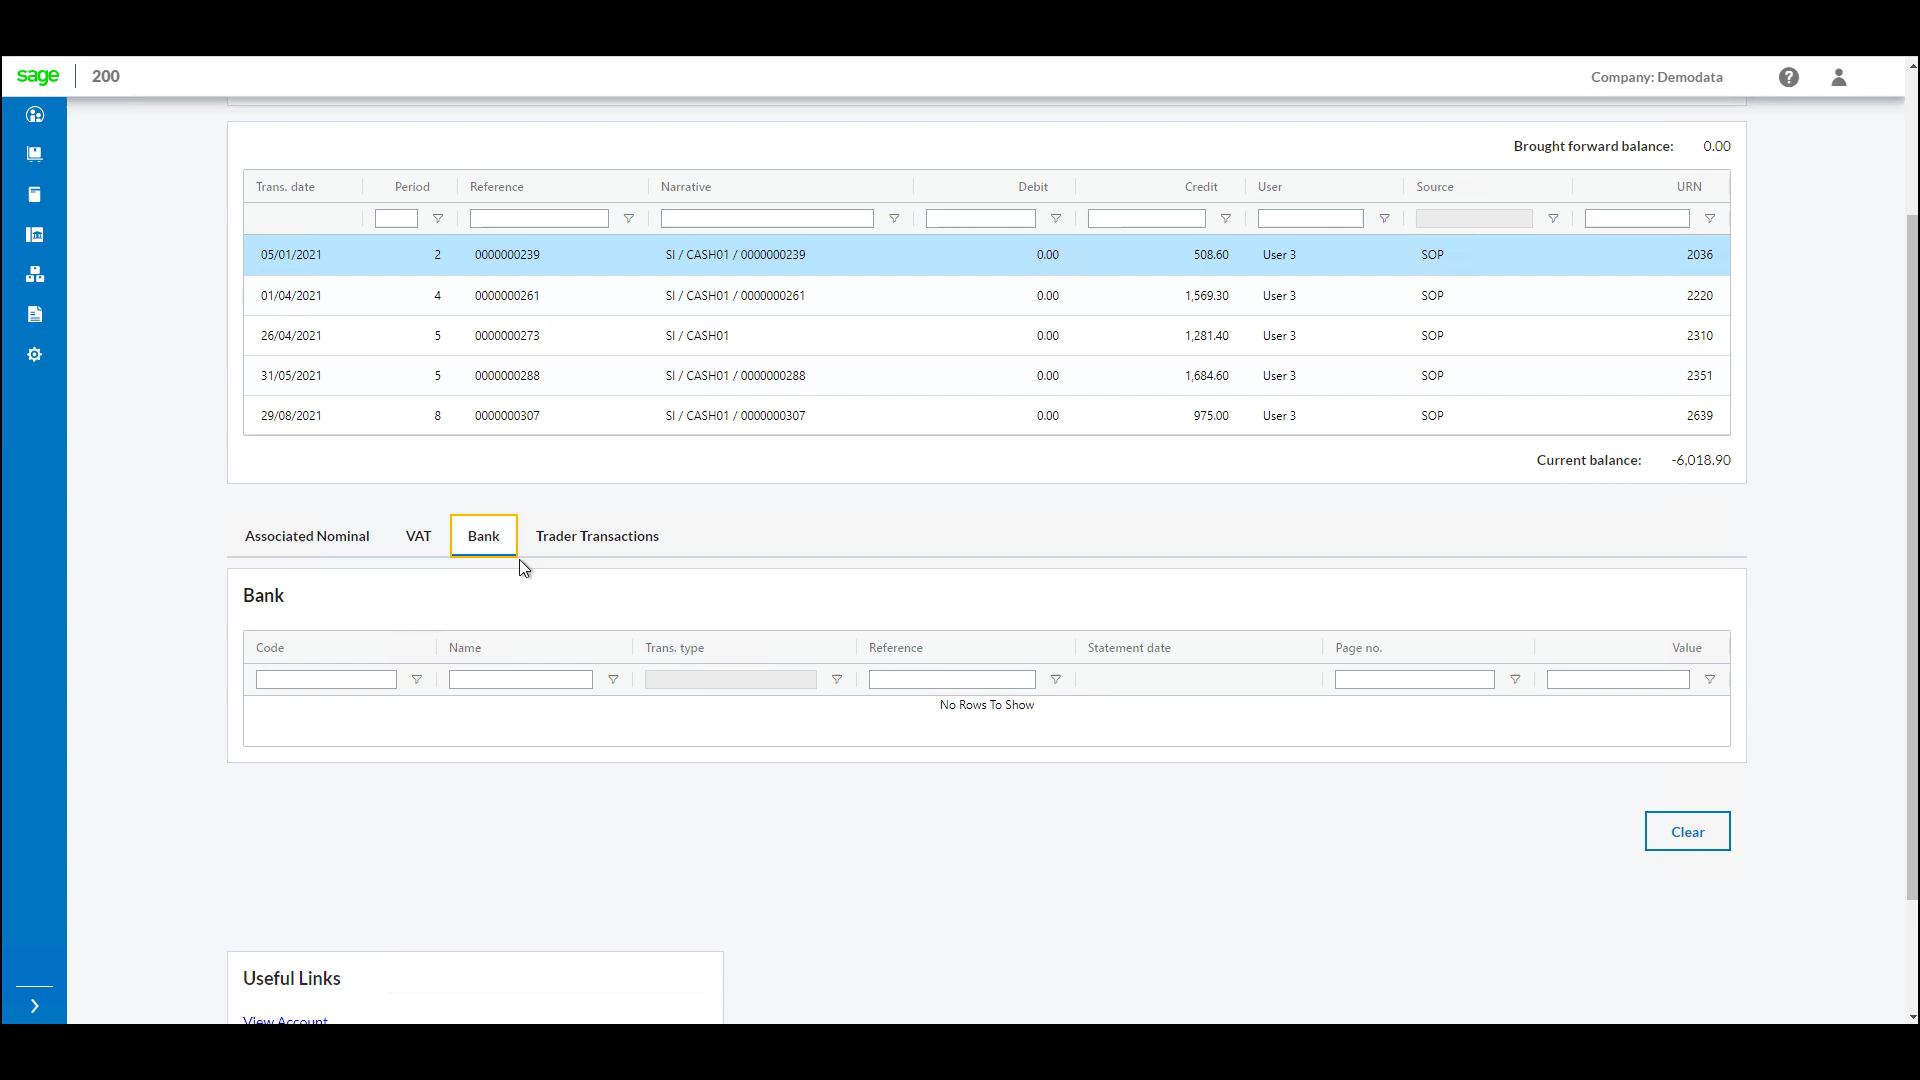 sage 200 Company: Demodata ?
Brought forward balance: 0.00
Trans. date Period Reference Narrative Debit Credit User Source URN
05/01/2021 2 0000000239 SI / CASH01 / 0000000239 0.00 508.60 User 3 SOP 2036
01/04/2021 4 0000000261 SI / CASH01 / 0000000261 0.00 1,569.30 User 3 SOP 2220
26/04/2021 5 0000000273 SI / CASH01 0.00 1,281.40 User 3 SOP 2310
31/05/2021 5 0000000288 SI / CASH01 / 0000000288 0.00 1,684.60 User 3 SOP 2351
29/08/2021 8 0000000307 SI / CASH01 / 0000000307 0.00 975.00 User 3 SOP 2639
Current balance: -6,018.90
Associated Nominal VAT Bank Trader Transactions
Bank
Code Name Trans. type Reference Statement date Page no. Value
No Rows To Show
Clear
Useful Links
View Account